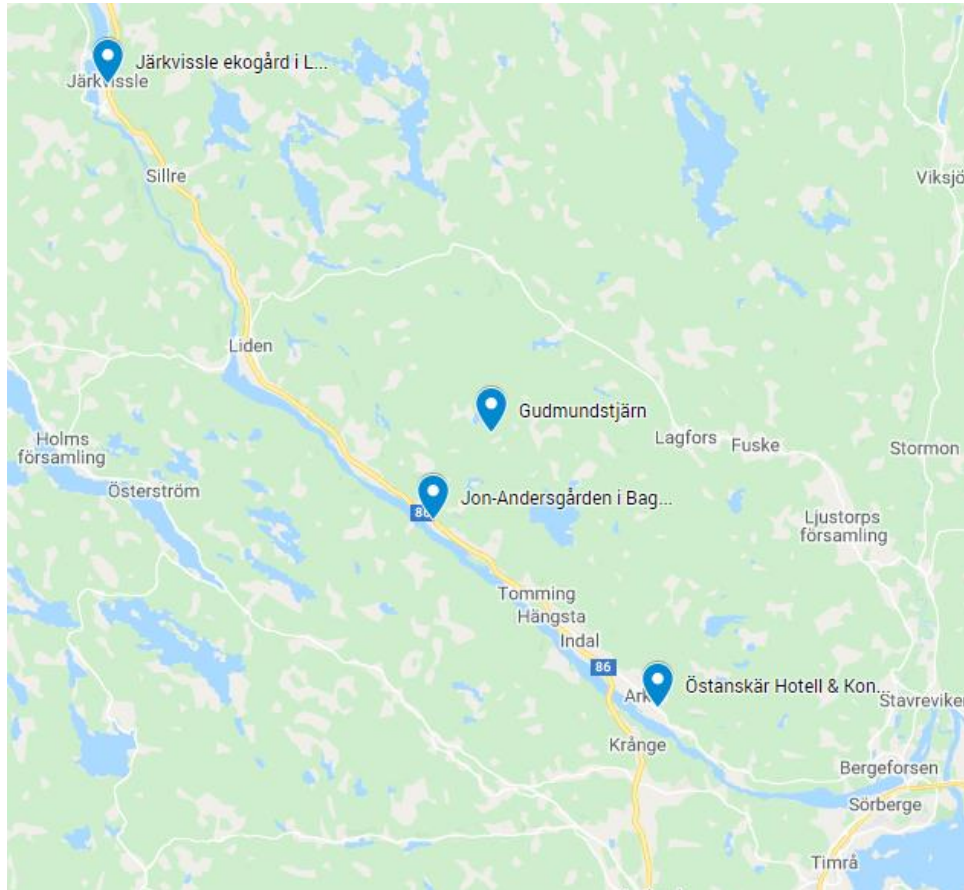 Järkvissle ekogård i L...
Järkvissle
Sillre
Viksjö
Liden
Gudmundstjärn
Holms
församling
Lagfors
Fuske
Stormon
Österström
Jon-Andersgården i Bag...
86
Ljustorps
församling
Tomming
Hängsta
Indal
86
Östanskär Hotell & Kon...
Ark
Stavreviken
Krånge
Bergeforsen
Sörberge
Timrå